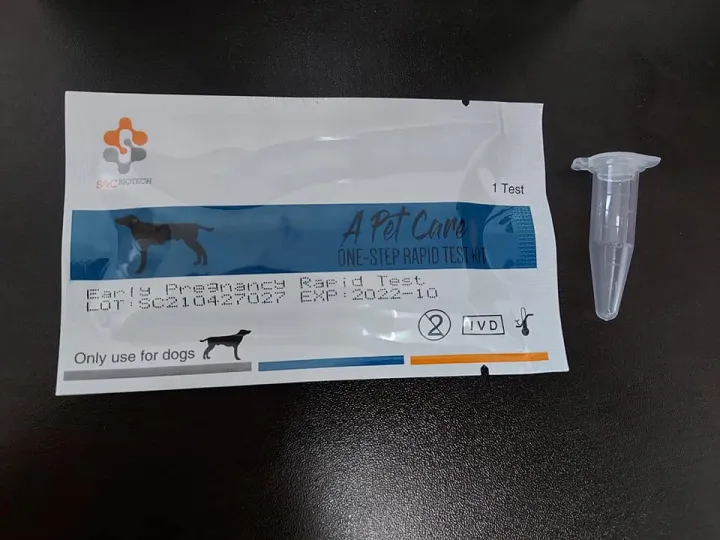 S&C BIOTECH
1 Test
A Pet Care
ONE-STEP RAPID TEST KIT
Early Pregnancy Rapid Test
LOT:SC210427027 EXP:2022-10
2
IVD
Only use for dogs